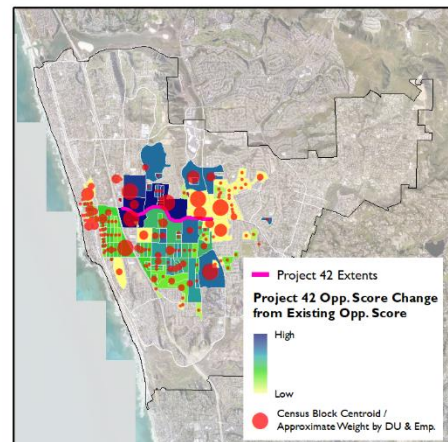 Project 42 Extents
Project 42 Opp. Score Change
from Existing Opp. Score
High
Low
Census Block Centroid /
Approximate Weight by DU & Emp.